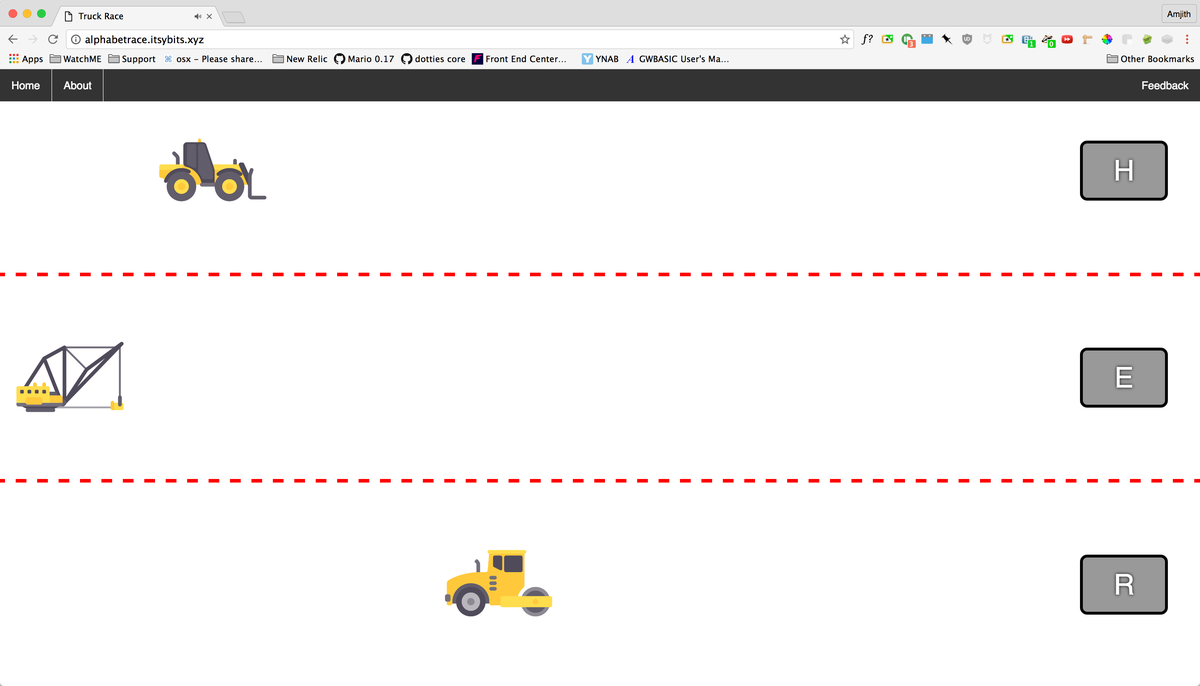 Truck Race
Amjith
alphabetrace.itsybits.xyz
f?
Apps WatchME Support osx – Please share... New Relic Mario 0.17 dotties core Front End Center... Y YNAB A GWBASIC User's Ma... Other Bookmarks
Home About Feedback
H
E
R